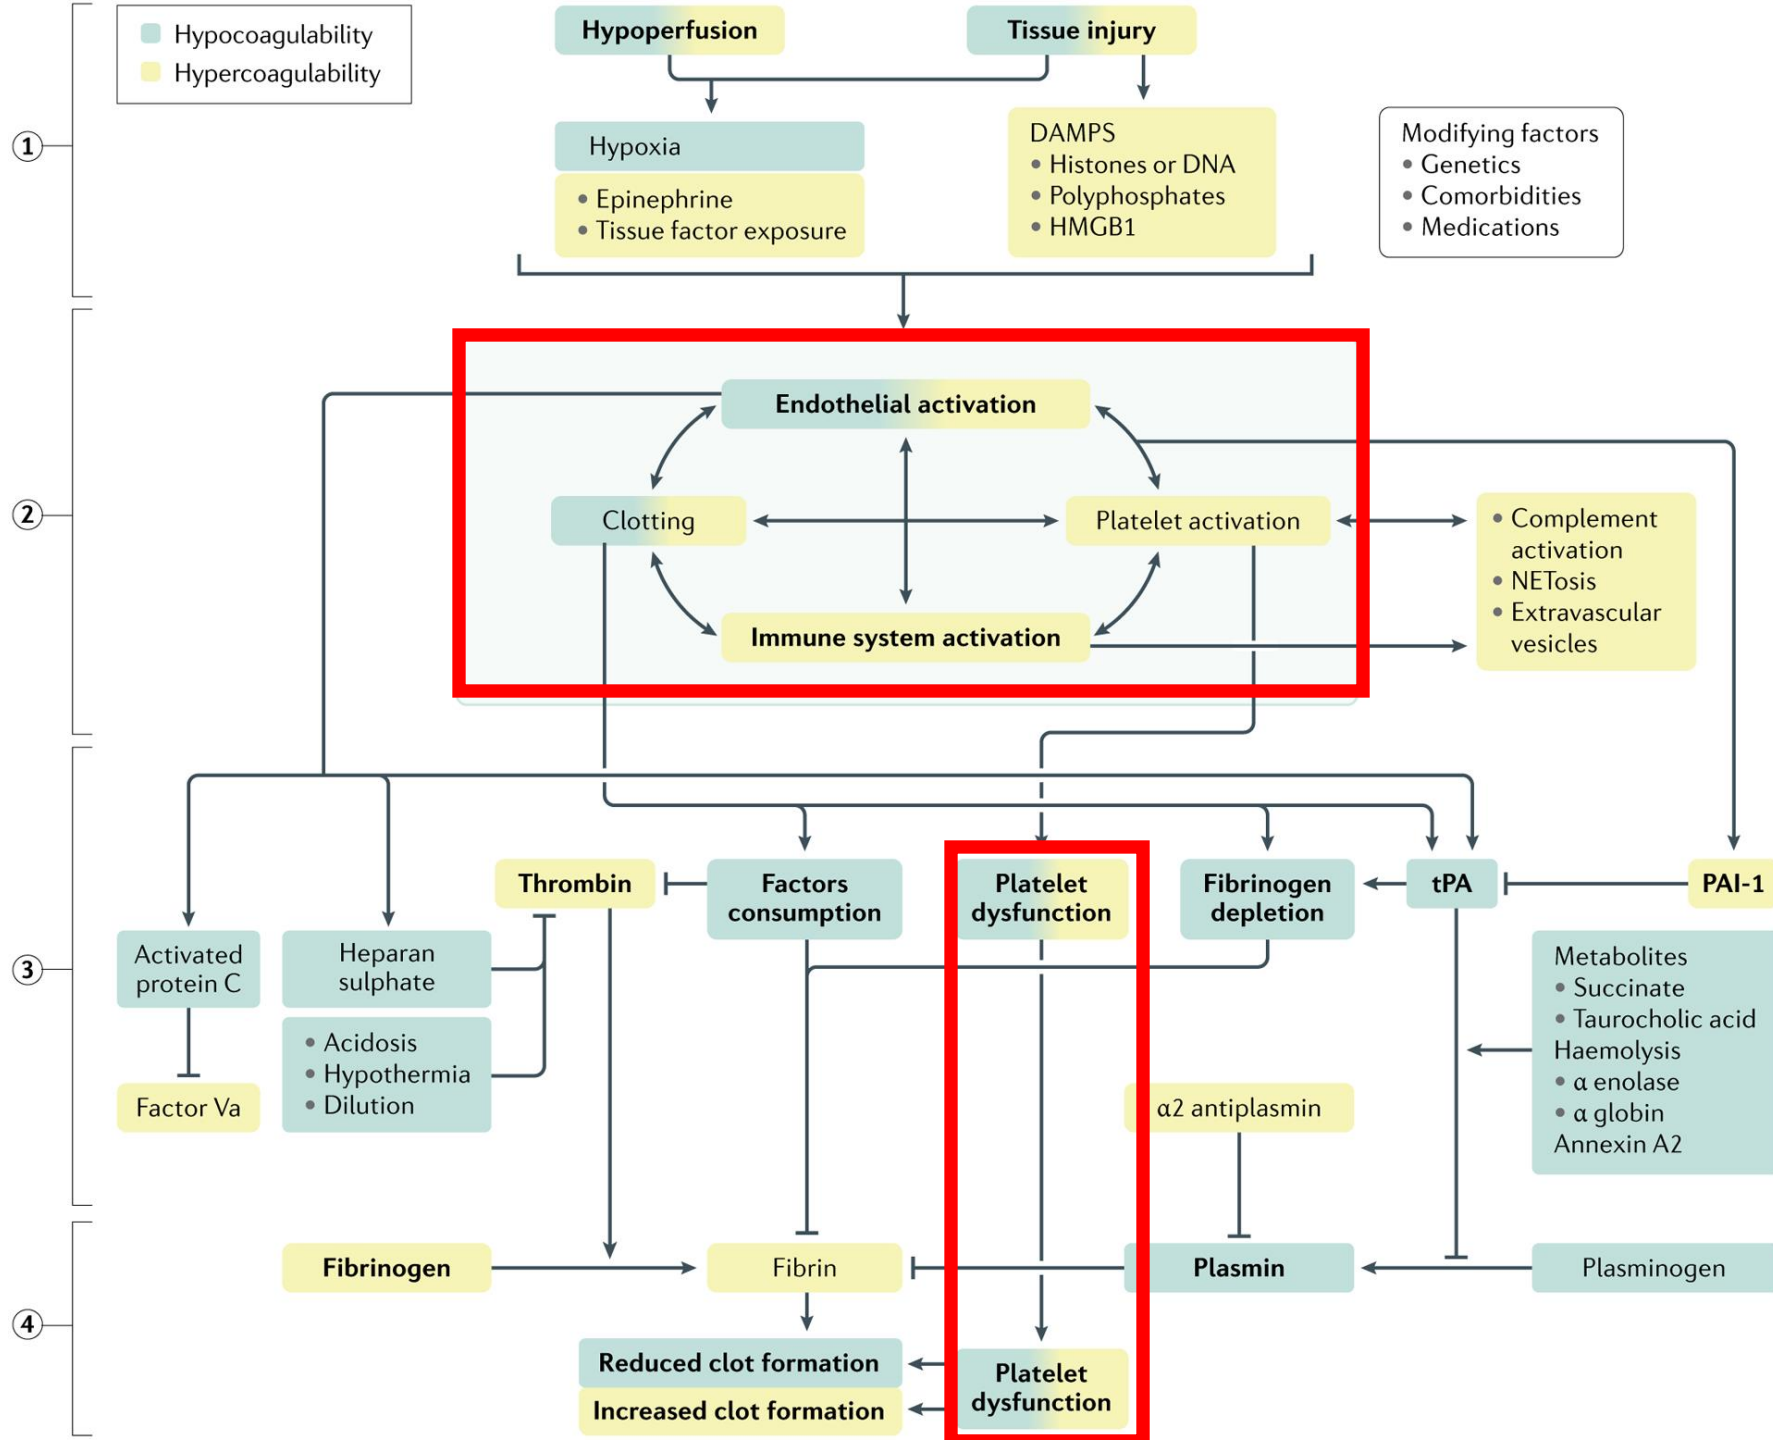 Hypocoagulability
Hypercoagulability
Hypoperfusion
Tissue injury
1
Hypoxia
• Epinephrine
• Tissue factor exposure
DAMPS
• Histones or DNA
• Polyphosphates
• HMGB1
Modifying factors
• Genetics
• Comorbidities
• Medications
2
Endothelial activation
Clotting
Platelet activation
Immune system activation
• Complement
activation
• NETosis
• Extravascular
vesicles
3
Thrombin
Factors
consumption
Platelet
dysfunction
Fibrinogen
depletion
tPA
PAI-1
Activated
protein C
Heparan
sulphate
• Acidosis
• Hypothermia
• Dilution
Factor Va
α2 antiplasmin
Metabolites
• Succinate
• Taurocholic acid
Haemolysis
• α enolase
• α globin
Annexin A2
4
Fibrinogen
Fibrin
Plasmin
Plasminogen
Reduced clot formation
Increased clot formation
Platelet
dysfunction